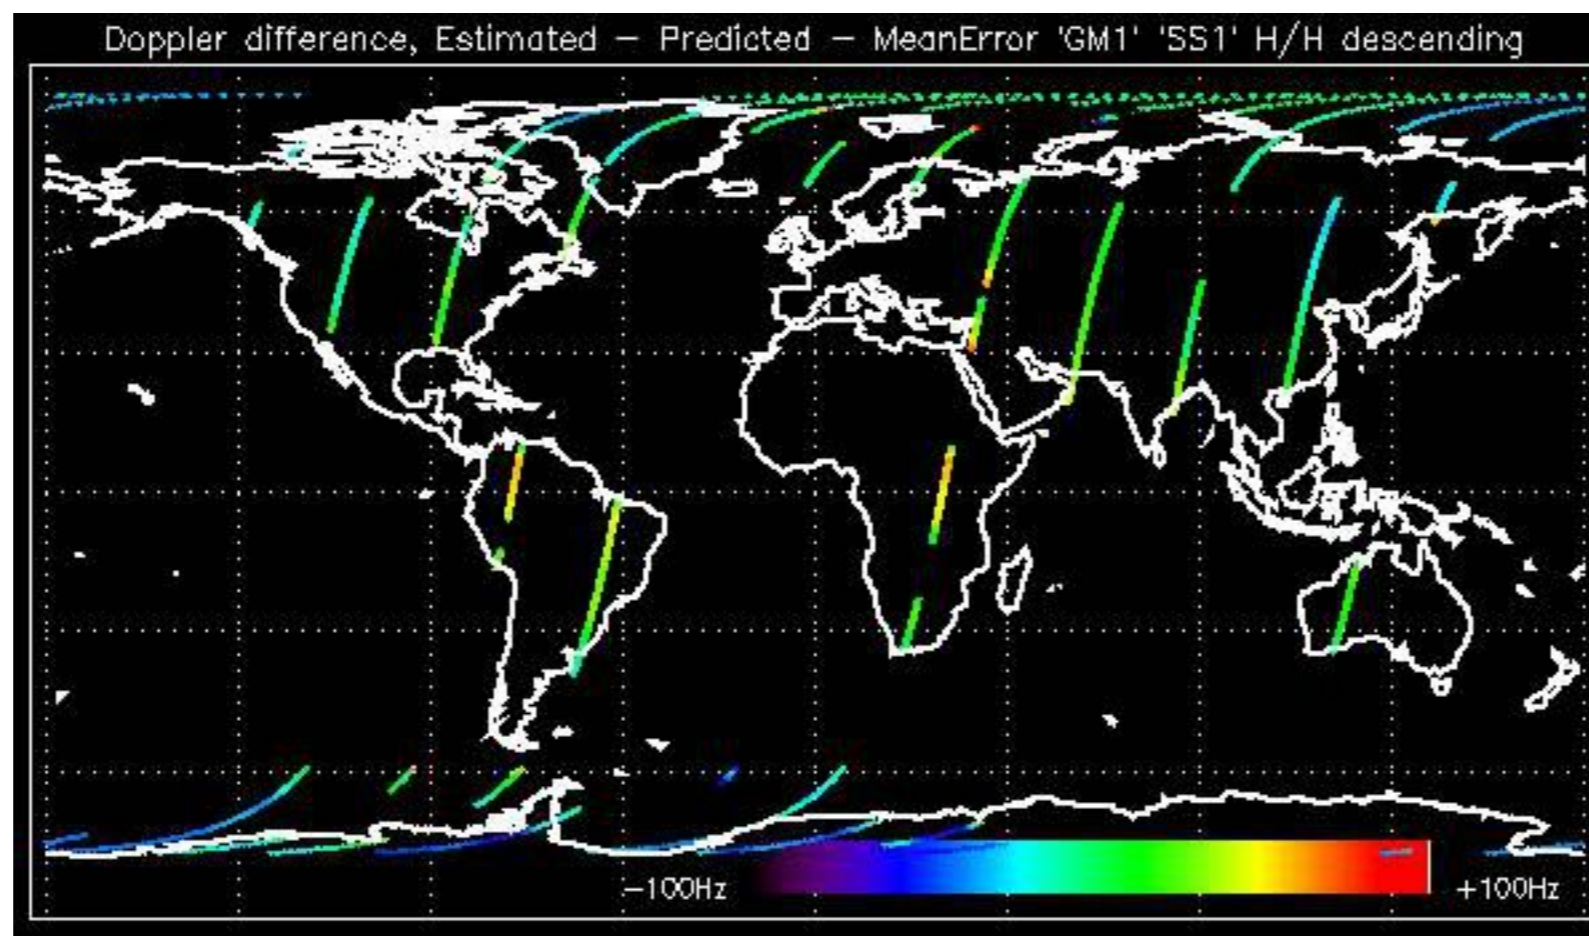 Doppler difference, Estimated – Predicted – MeanError 'GM1' 'SS1' H/H descending
–100Hz +100Hz